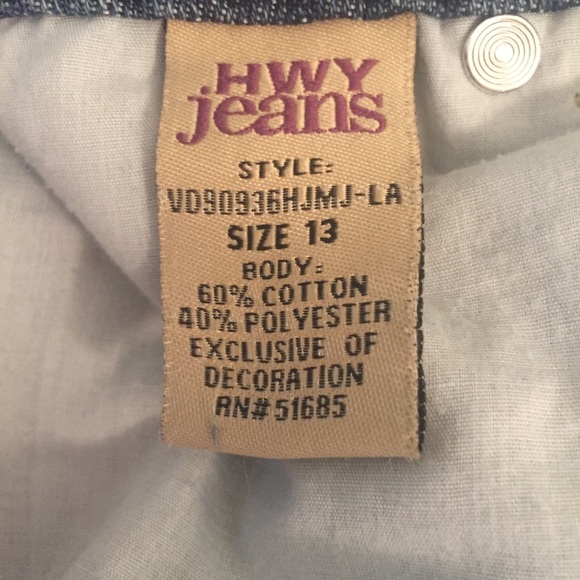 HWY
jeans
STYLE:
VD90936HJMJ-LA
SIZE 13
BODY:
60% COTTON
40% POLYESTER
EXCLUSIVE OF
DECORATION
RN# 51685